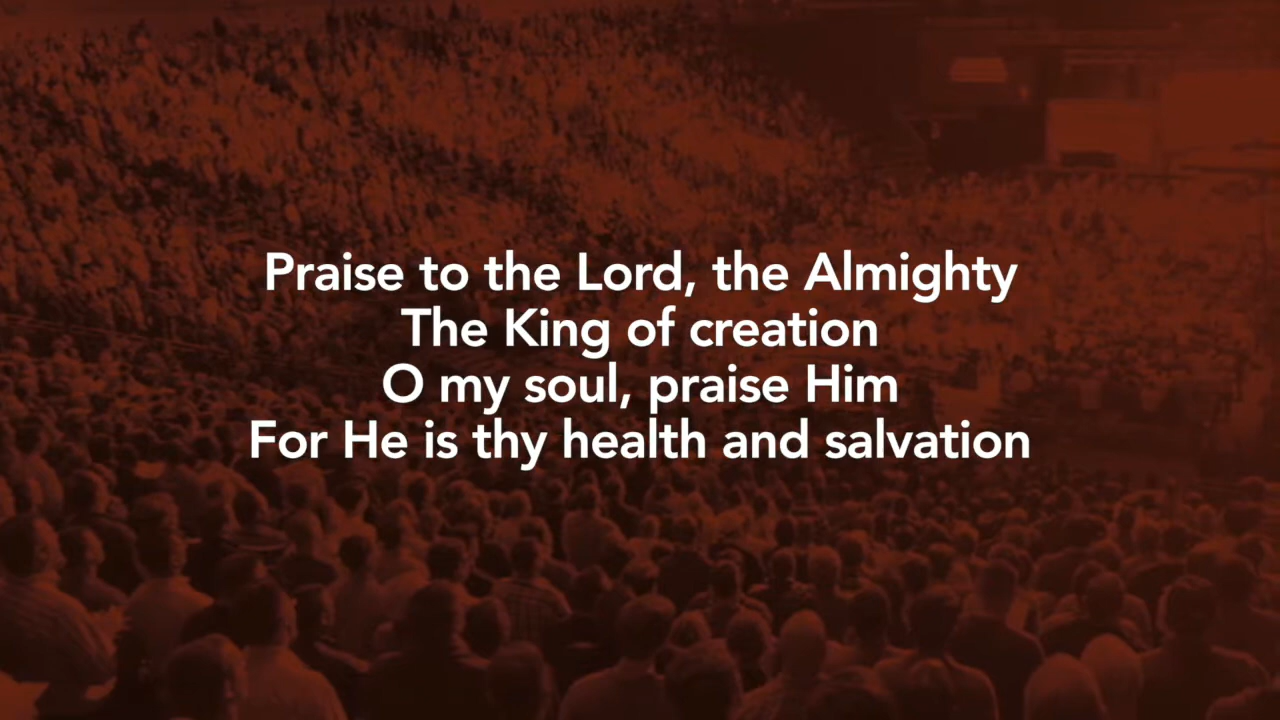 Praise to the Lord, the Almighty
The King of creation
O my soul, praise Him
For He is thy health and salvation